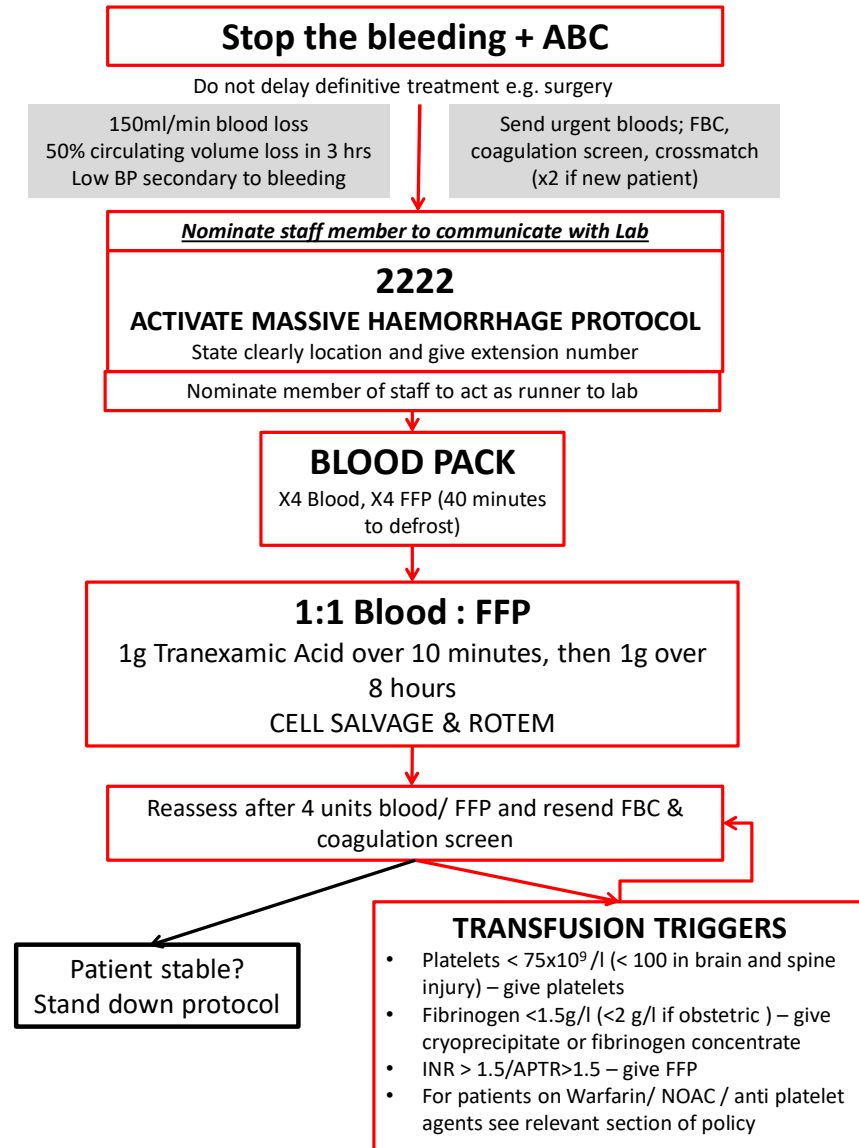 Stop the bleeding + ABC
Do not delay definitive treatment e.g. surgery
150ml/min blood loss
50% circulating volume loss in 3 hrs
Low BP secondary to bleeding
Send urgent bloods; FBC,
coagulation screen, crossmatch
(x2 if new patient)
Nominate staff member to communicate with Lab
2222
ACTIVATE MASSIVE HAEMORRHAGE PROTOCOL
State clearly location and give extension number
Nominate member of staff to act as runner to lab
BLOOD PACK
X4 Blood, X4 FFP (40 minutes
to defrost)
1:1 Blood : FFP
1g Tranexamic Acid over 10 minutes, then 1g over
8 hours
CELL SALVAGE & ROTEM
Reassess after 4 units blood/ FFP and resend FBC &
coagulation screen
Patient stable?
Stand down protocol
TRANSFUSION TRIGGERS
• Platelets < 75x10⁹ /l (< 100 in brain and spine
injury) – give platelets
• Fibrinogen <1.5g/l (<2 g/l if obstetric ) – give
cryoprecipitate or fibrinogen concentrate
• INR > 1.5/APTR>1.5 – give FFP
• For patients on Warfarin/ NOAC / anti platelet
agents see relevant section of policy